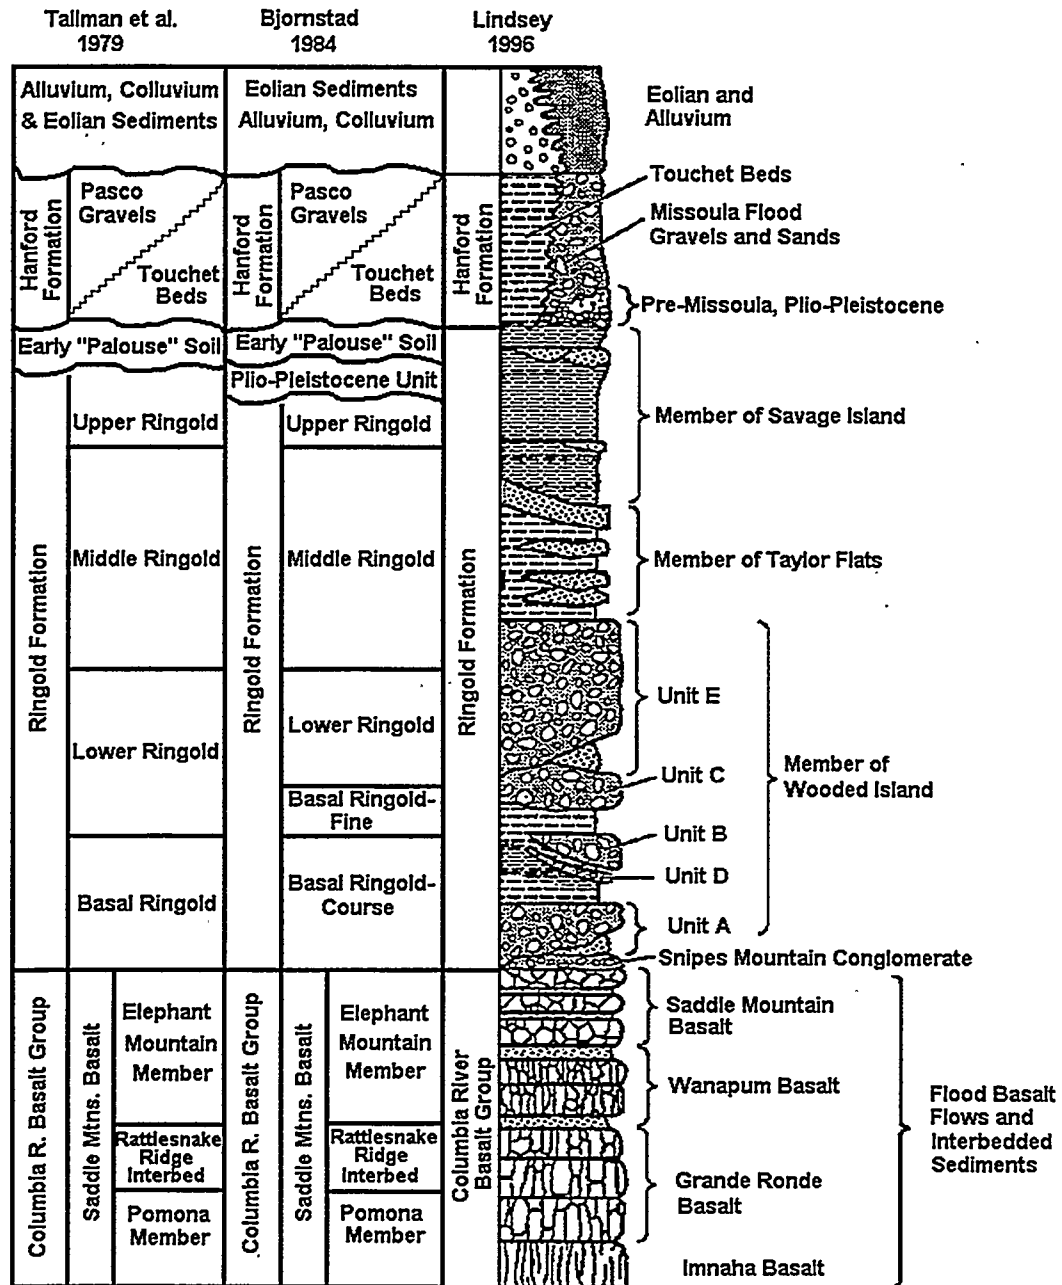 Tallman et al.
1979
Bjornstad
1984
Lindsey
1996
Alluvium, Colluvium
& Eolian Sediments
Eolian Sediments
Alluvium, Colluvium
Eolian and
Alluvium
Hanford
Formation
Pasco
Gravels
Touchet
Beds
Hanford
Formation
Pasco
Gravels
Touchet
Beds
Hanford
Formation
Touchet Beds
Missoula Flood
Gravels and Sands
Pre-Missoula, Plio-Pleistocene
Early "Palouse" Soil
Early "Palouse" Soil
Plio-Pleistocene Unit
Ringold Formation
Upper Ringold
Middle Ringold
Lower Ringold
Basal Ringold
Ringold Formation
Upper Ringold
Middle Ringold
Lower Ringold
Basal Ringold-
Fine
Basal Ringold-
Course
Ringold Formation
Member of Savage Island
Member of Taylor Flats
Unit E
Unit C
Unit B
Unit D
Unit A
Member of
Wooded Island
Snipes Mountain Conglomerate
Columbia R. Basalt Group
Saddle Mtns. Basalt
Elephant
Mountain
Member
Rattlesnake
Ridge
Interbed
Pomona
Member
Columbia R. Basalt Group
Saddle Mtns. Basalt
Elephant
Mountain
Member
Rattlesnake
Ridge
Interbed
Pomona
Member
Columbia River
Basalt Group
Saddle Mountain
Basalt
Wanapum Basalt
Grande Ronde
Basalt
Imnaha Basalt
Flood Basalt
Flows and
Interbedded
Sediments